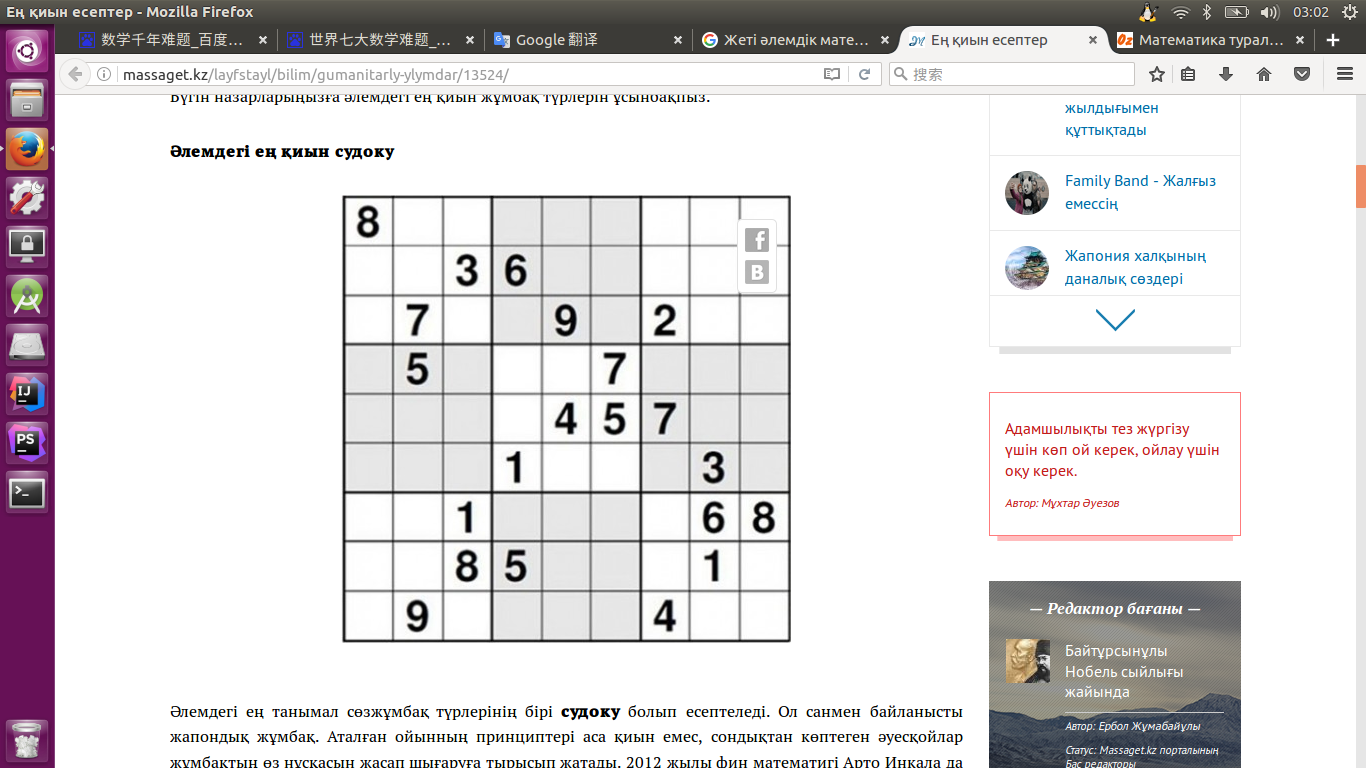 Ең қиын есептер - Mozilla Firefox
03:02
数学千年难题_百度…
世界七大数学难题_…
Google 翻译
Жеті әлемдік мате…
Ең қиын есептер
Математика турал…
massaget.kz/layfstayl/bilim/gumanitarly-ylymdar/13524/
搜索
Бүгін назарларыңызға әлемдегі ең қиын жұмбақ түрлерін ұсынбақпыз.
Әлемдегі ең қиын судоку
8
3 6
7 9 2
5 7
4 5 7
1 3
1 6 8
8 5 1
9 4
f
B
Әлемдегі ең танымал сөзжұмбақ түрлерінің бірі судоку болып есептеледі. Ол санмен байланысты
жапондық жұмбақ. Аталған ойынның принциптері аса қиын емес, сондықтан көптеген әуесқойлар
жұмбақтың өз нұсқасын жасап шығаруға тырысып жатады. 2012 жылы фин математигі Арто Инкала да
жылдығымен
құттықтады
Family Band - Жалғыз
емессің
Жапония халқының
даналық сөздері
Адамшылықты тез жүргізу
үшін көп ой керек, ойлау үшін
оқу керек.
Автор: Мұхтар Әуезов
— Редактор бағаны —
Байтұрсынұлы
Нобель сыйлығы
жайында
Автор: Ербол Жұмабайұлы
Статус: Massaget.kz порталының
Бас редакторы